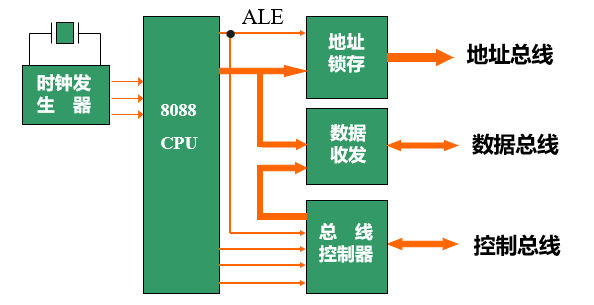 ALE
时钟发
生 器
8088
CPU
地址
锁存
地址总线
数据
收发
数据总线
总 线
控制器
控制总线